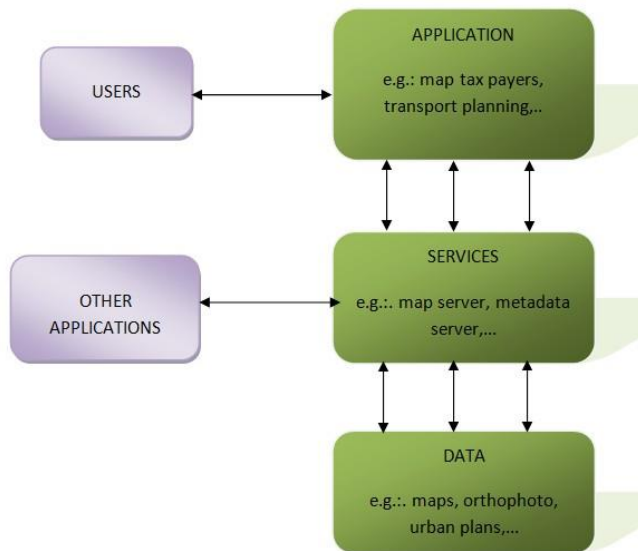 USERS
APPLICATION
e.g.: map tax payers,
transport planning,..
OTHER
APPLICATIONS
SERVICES
e.g.:. map server, metadata
server,...
DATA
e.g.:. maps, orthophoto,
urban plans,...